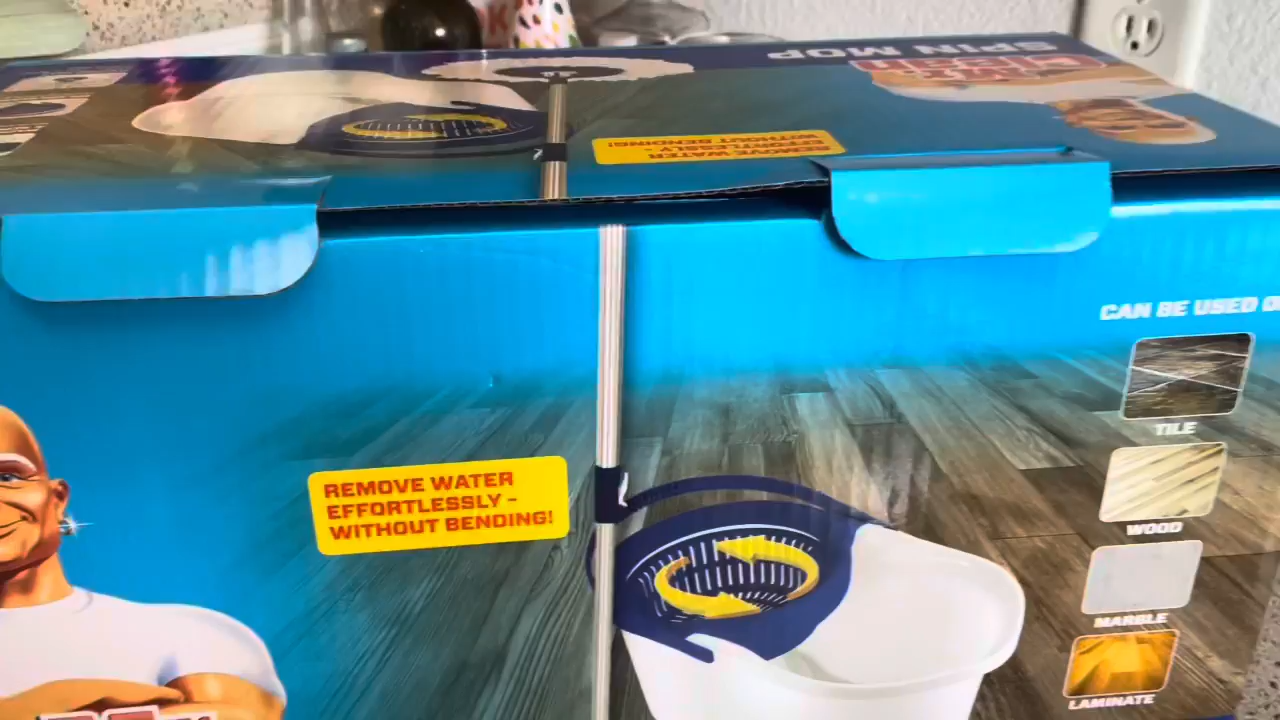 SPIN MOP
REMOVE WATER
EFFORTLESSLY -
WITHOUT BENDING!
CAN BE USED O
TILE
REMOVE WATER
EFFORTLESSLY -
WITHOUT BENDING!
WOOD
MARBLE
LAMINATE